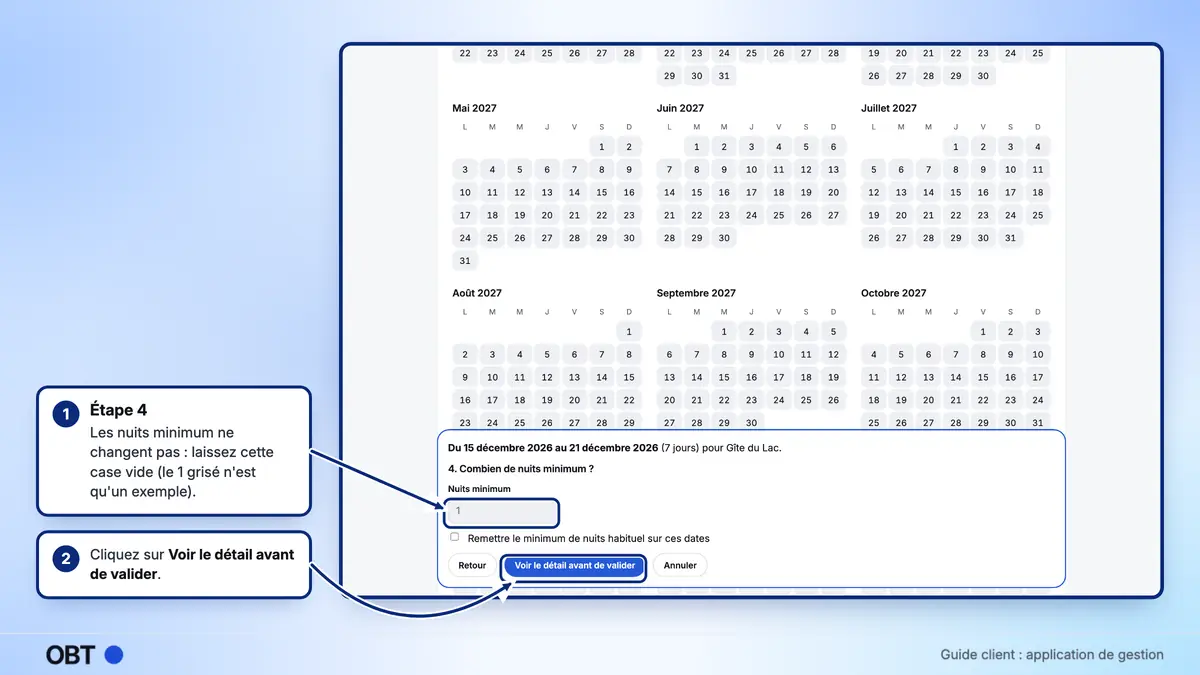 22 23 24 25 26 27 28
22 23 24 25 26 27 28
29 30 31
19 20 21 22 23 24 25
26 27 28 29 30
Mai 2027
L M M J V S D
1 2
3 4 5 6 7 8 9
10 11 12 13 14 15 16
17 18 19 20 21 22 23
24 25 26 27 28 29 30
31
Juin 2027
L M M J V S D
1 2 3 4 5 6
7 8 9 10 11 12 13
14 15 16 17 18 19 20
21 22 23 24 25 26 27
28 29 30
Juillet 2027
L M M J V S D
1 2 3 4
5 6 7 8 9 10 11
12 13 14 15 16 17 18
19 20 21 22 23 24 25
26 27 28 29 30 31
Août 2027
L M M J V S D
1
2 3 4 5 6 7 8
9 10 11 12 13 14 15
16 17 18 19 20 21 22
23 24 25 26 27 28 29
Septembre 2027
L M M J V S D
1 2 3 4 5
6 7 8 9 10 11 12
13 14 15 16 17 18 19
20 21 22 23 24 25 26
27 28 29 30
Octobre 2027
L M M J V S D
1 2 3
4 5 6 7 8 9 10
11 12 13 14 15 16 17
18 19 20 21 22 23 24
25 26 27 28 29 30 31
1 Étape 4
Les nuits minimum ne
changent pas : laissez cette
case vide (le 1 grisé n'est
qu'un exemple).
2 Cliquez sur Voir le détail avant
de valider.
Du 15 décembre 2026 au 21 décembre 2026 (7 jours) pour Gîte du Lac.
4. Combien de nuits minimum ?
Nuits minimum
1
Remettre le minimum de nuits habituel sur ces dates
Retour Voir le détail avant de valider Annuler
OBT
Guide client : application de gestion